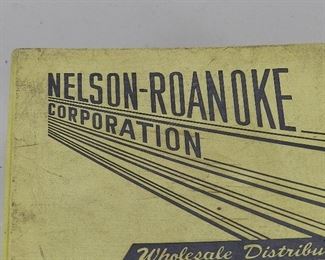 NELSON-ROANOKE
CORPORATION
Wholesale Distribu